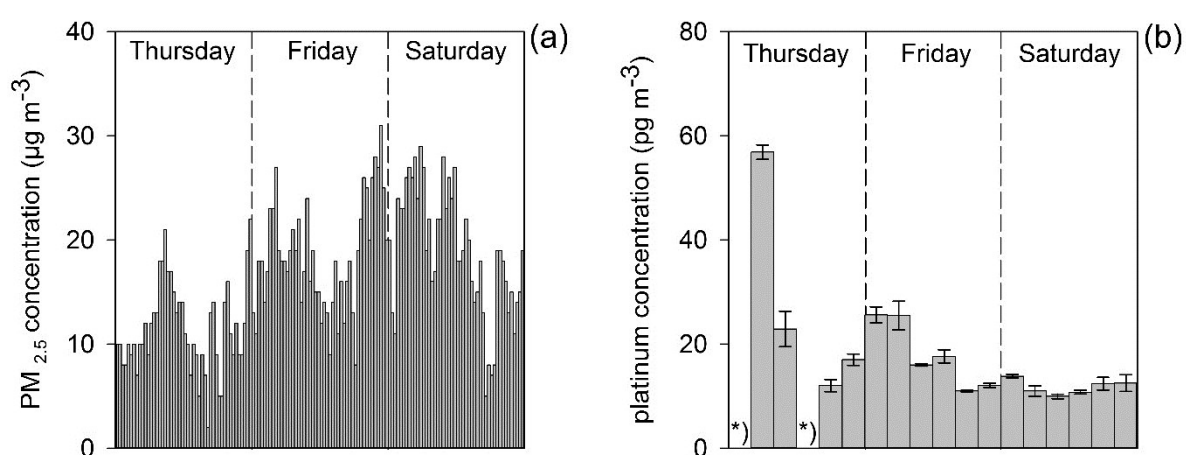 (a)
Thursday Friday Saturday
PM 2.5 concentration (µg m-3)
40
30
20
10
0
(b)
Thursday Friday Saturday
platinum concentration (pg m-3)
80
60
40
20
0
*) *)